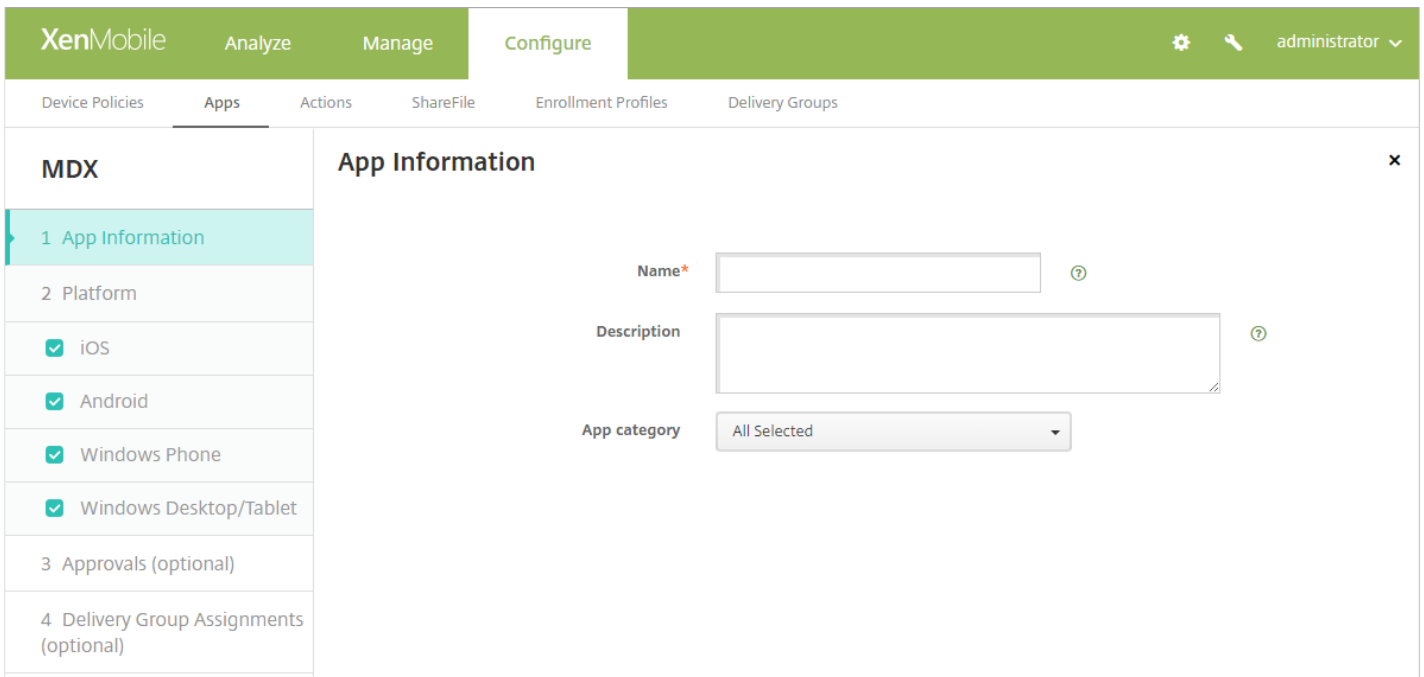 XenMobile Analyze Manage Configure administrator
Device Policies Apps Actions ShareFile Enrollment Profiles Delivery Groups
MDX
1 App Information
2 Platform
iOS
Android
Windows Phone
Windows Desktop/Tablet
3 Approvals (optional)
4 Delivery Group Assignments
(optional)
App Information
Name*
Description
App category All Selected